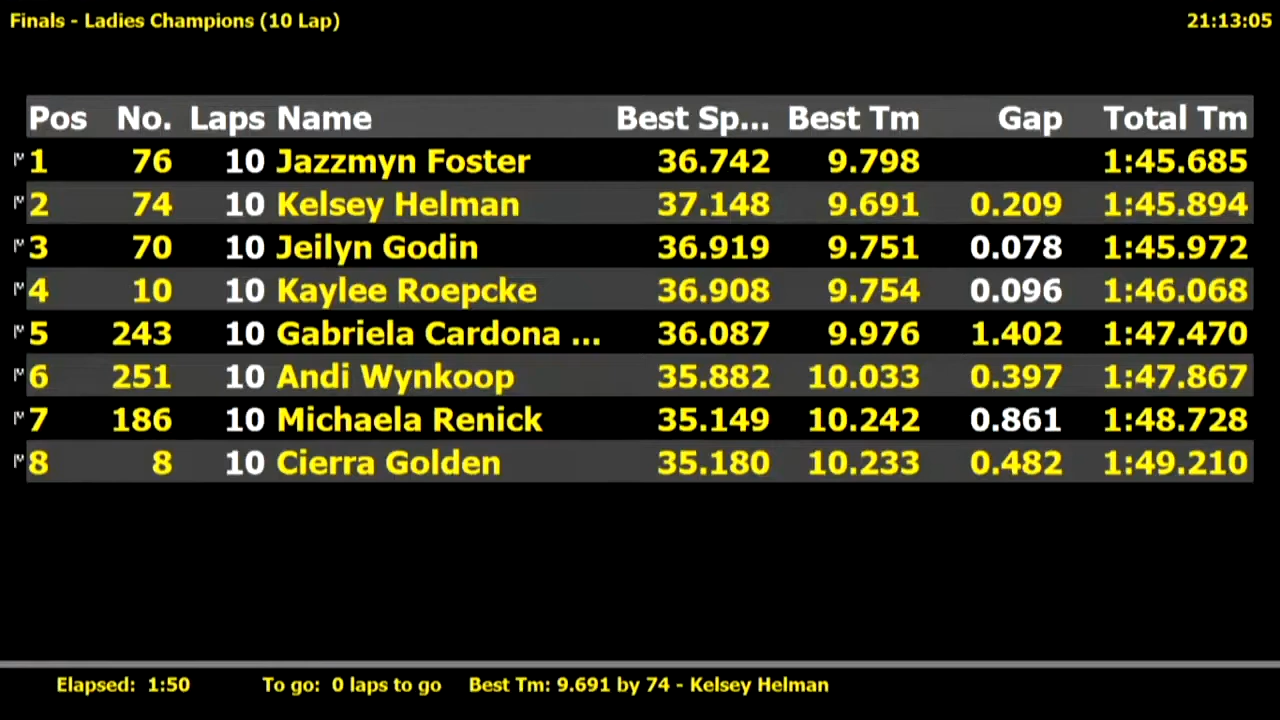 Finals - Ladies Champions (10 Lap) 21:13:05
Pos No. Laps Name Best Sp... Best Tm Gap Total Tm
1 76 10 Jazzmyn Foster 36.742 9.798 1:45.685
2 74 10 Kelsey Helman 37.148 9.691 0.209 1:45.894
3 70 10 Jeilyn Godin 36.919 9.751 0.078 1:45.972
4 10 10 Kaylee Roepcke 36.908 9.754 0.096 1:46.068
5 243 10 Gabriela Cardona ... 36.087 9.976 1.402 1:47.470
6 251 10 Andi Wynkoop 35.882 10.033 0.397 1:47.867
7 186 10 Michaela Renick 35.149 10.242 0.861 1:48.728
8 8 10 Cierra Golden 35.180 10.233 0.482 1:49.210
Elapsed: 1:50 To go: 0 laps to go Best Tm: 9.691 by 74 - Kelsey Helman